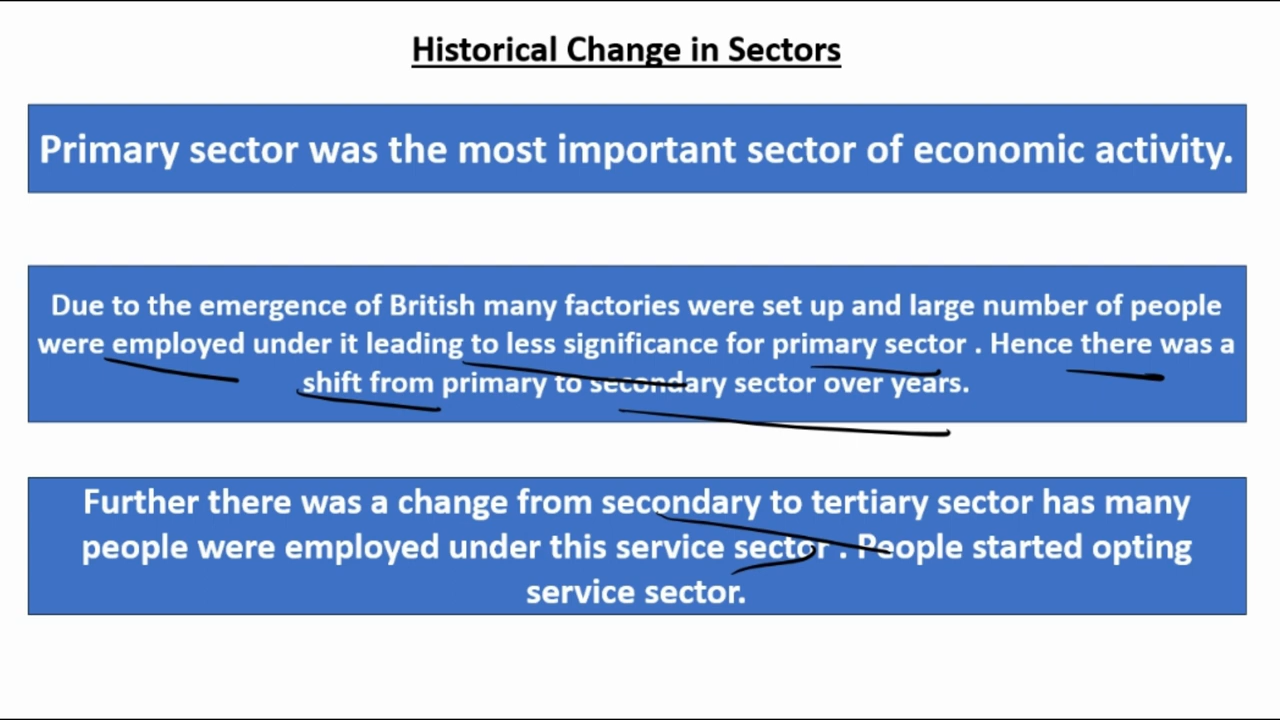 Historical Change in Sectors
Primary sector was the most important sector of economic activity.
Due to the emergence of British many factories were set up and large number of people
were employed under it leading to less significance for primary sector . Hence there was a
shift from primary to secondary sector over years.
Further there was a change from secondary to tertiary sector has many
people were employed under this service sector . People started opting
service sector.